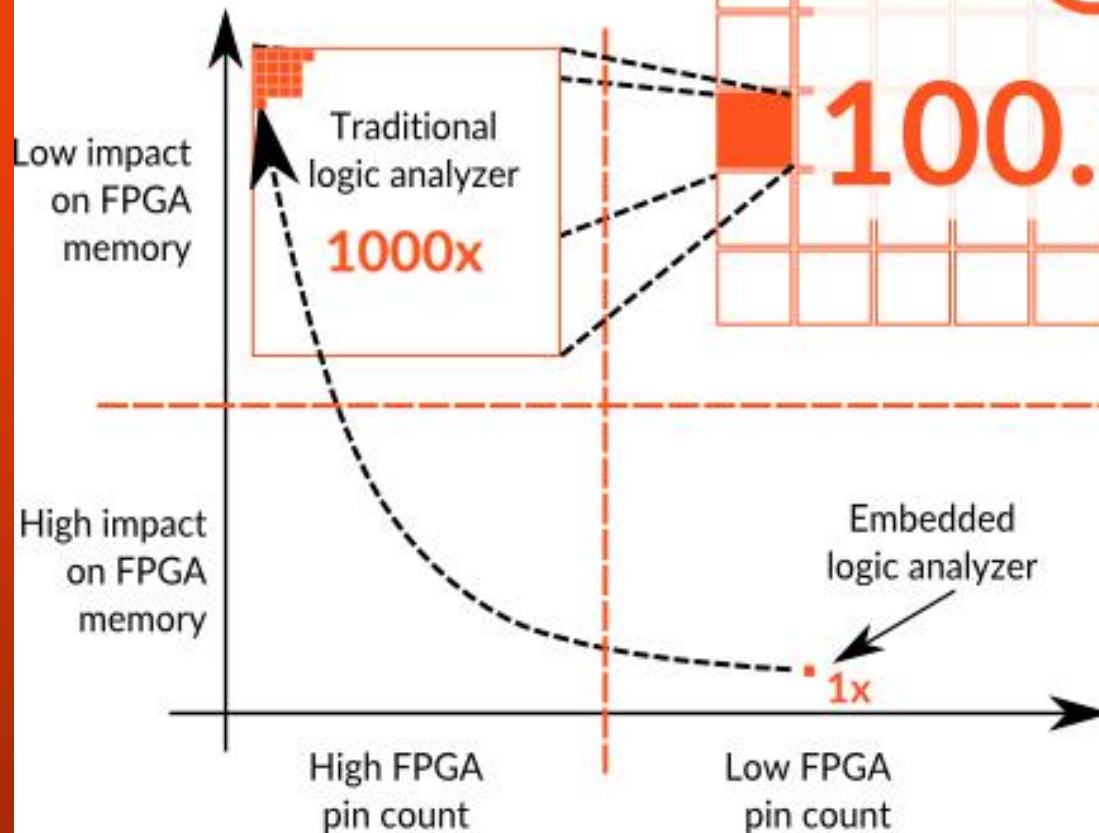 Low impact
on FPGA
memory
Traditional
logic analyzer
1000x
100.
High impact
on FPGA
memory
Embedded
logic analyzer
1x
High FPGA
pin count
Low FPGA
pin count